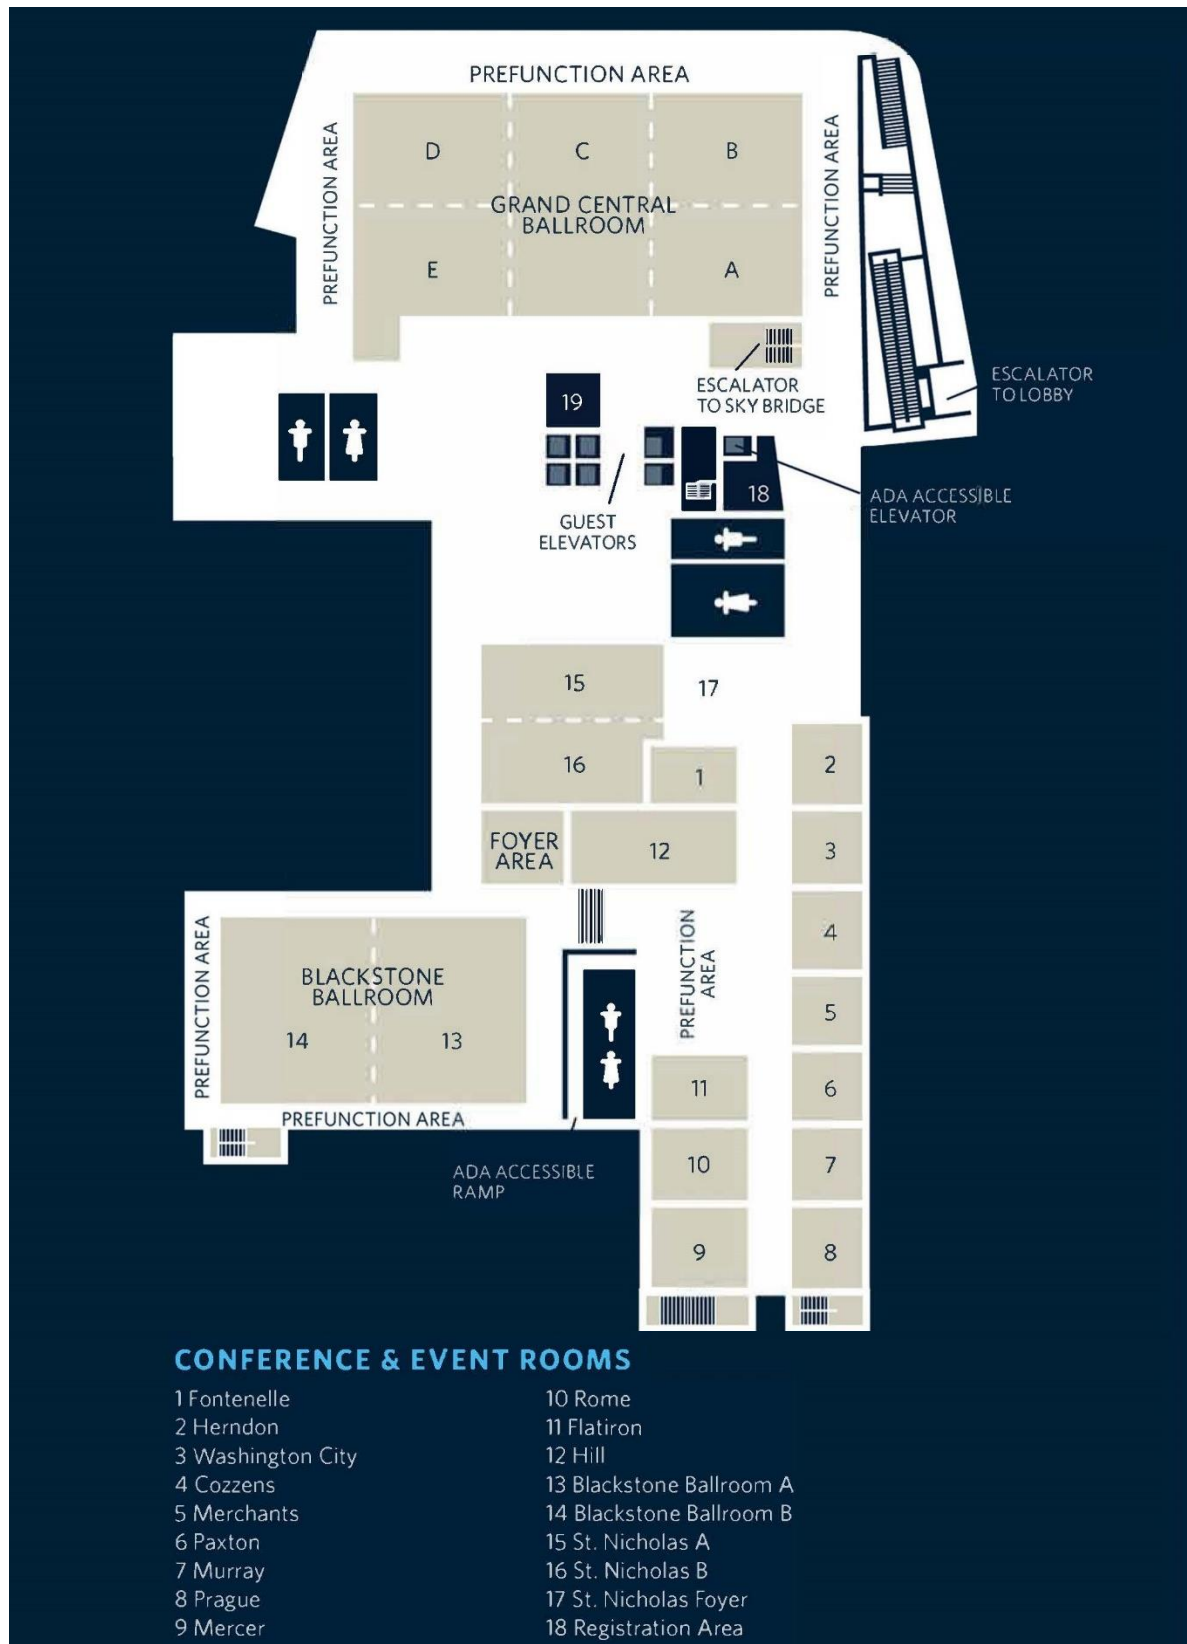 PREFUNCTION AREA
PREFUNCTION AREA
PREFUNCTION AREA
D
C
B
GRAND CENTRAL
BALLROOM
E
A
ESCALATOR
TO SKY BRIDGE
ESCALATOR
TO LOBBY
19
18
ADA ACCESSIBLE
ELEVATOR
GUEST
ELEVATORS
15
17
16
1
2
FOYER
AREA
12
3
PREFUNCTION AREA
BLACKSTONE
BALLROOM
14
13
PREFUNCTION
AREA
4
5
PREFUNCTION AREA
11
6
ADA ACCESSIBLE
RAMP
10
7
9
8
CONFERENCE & EVENT ROOMS
1 Fontenelle
2 Herndon
3 Washington City
4 Cozzens
5 Merchants
6 Paxton
7 Murray
8 Prague
9 Mercer
10 Rome
11 Flatiron
12 Hill
13 Blackstone Ballroom A
14 Blackstone Ballroom B
15 St. Nicholas A
16 St. Nicholas B
17 St. Nicholas Foyer
18 Registration Area